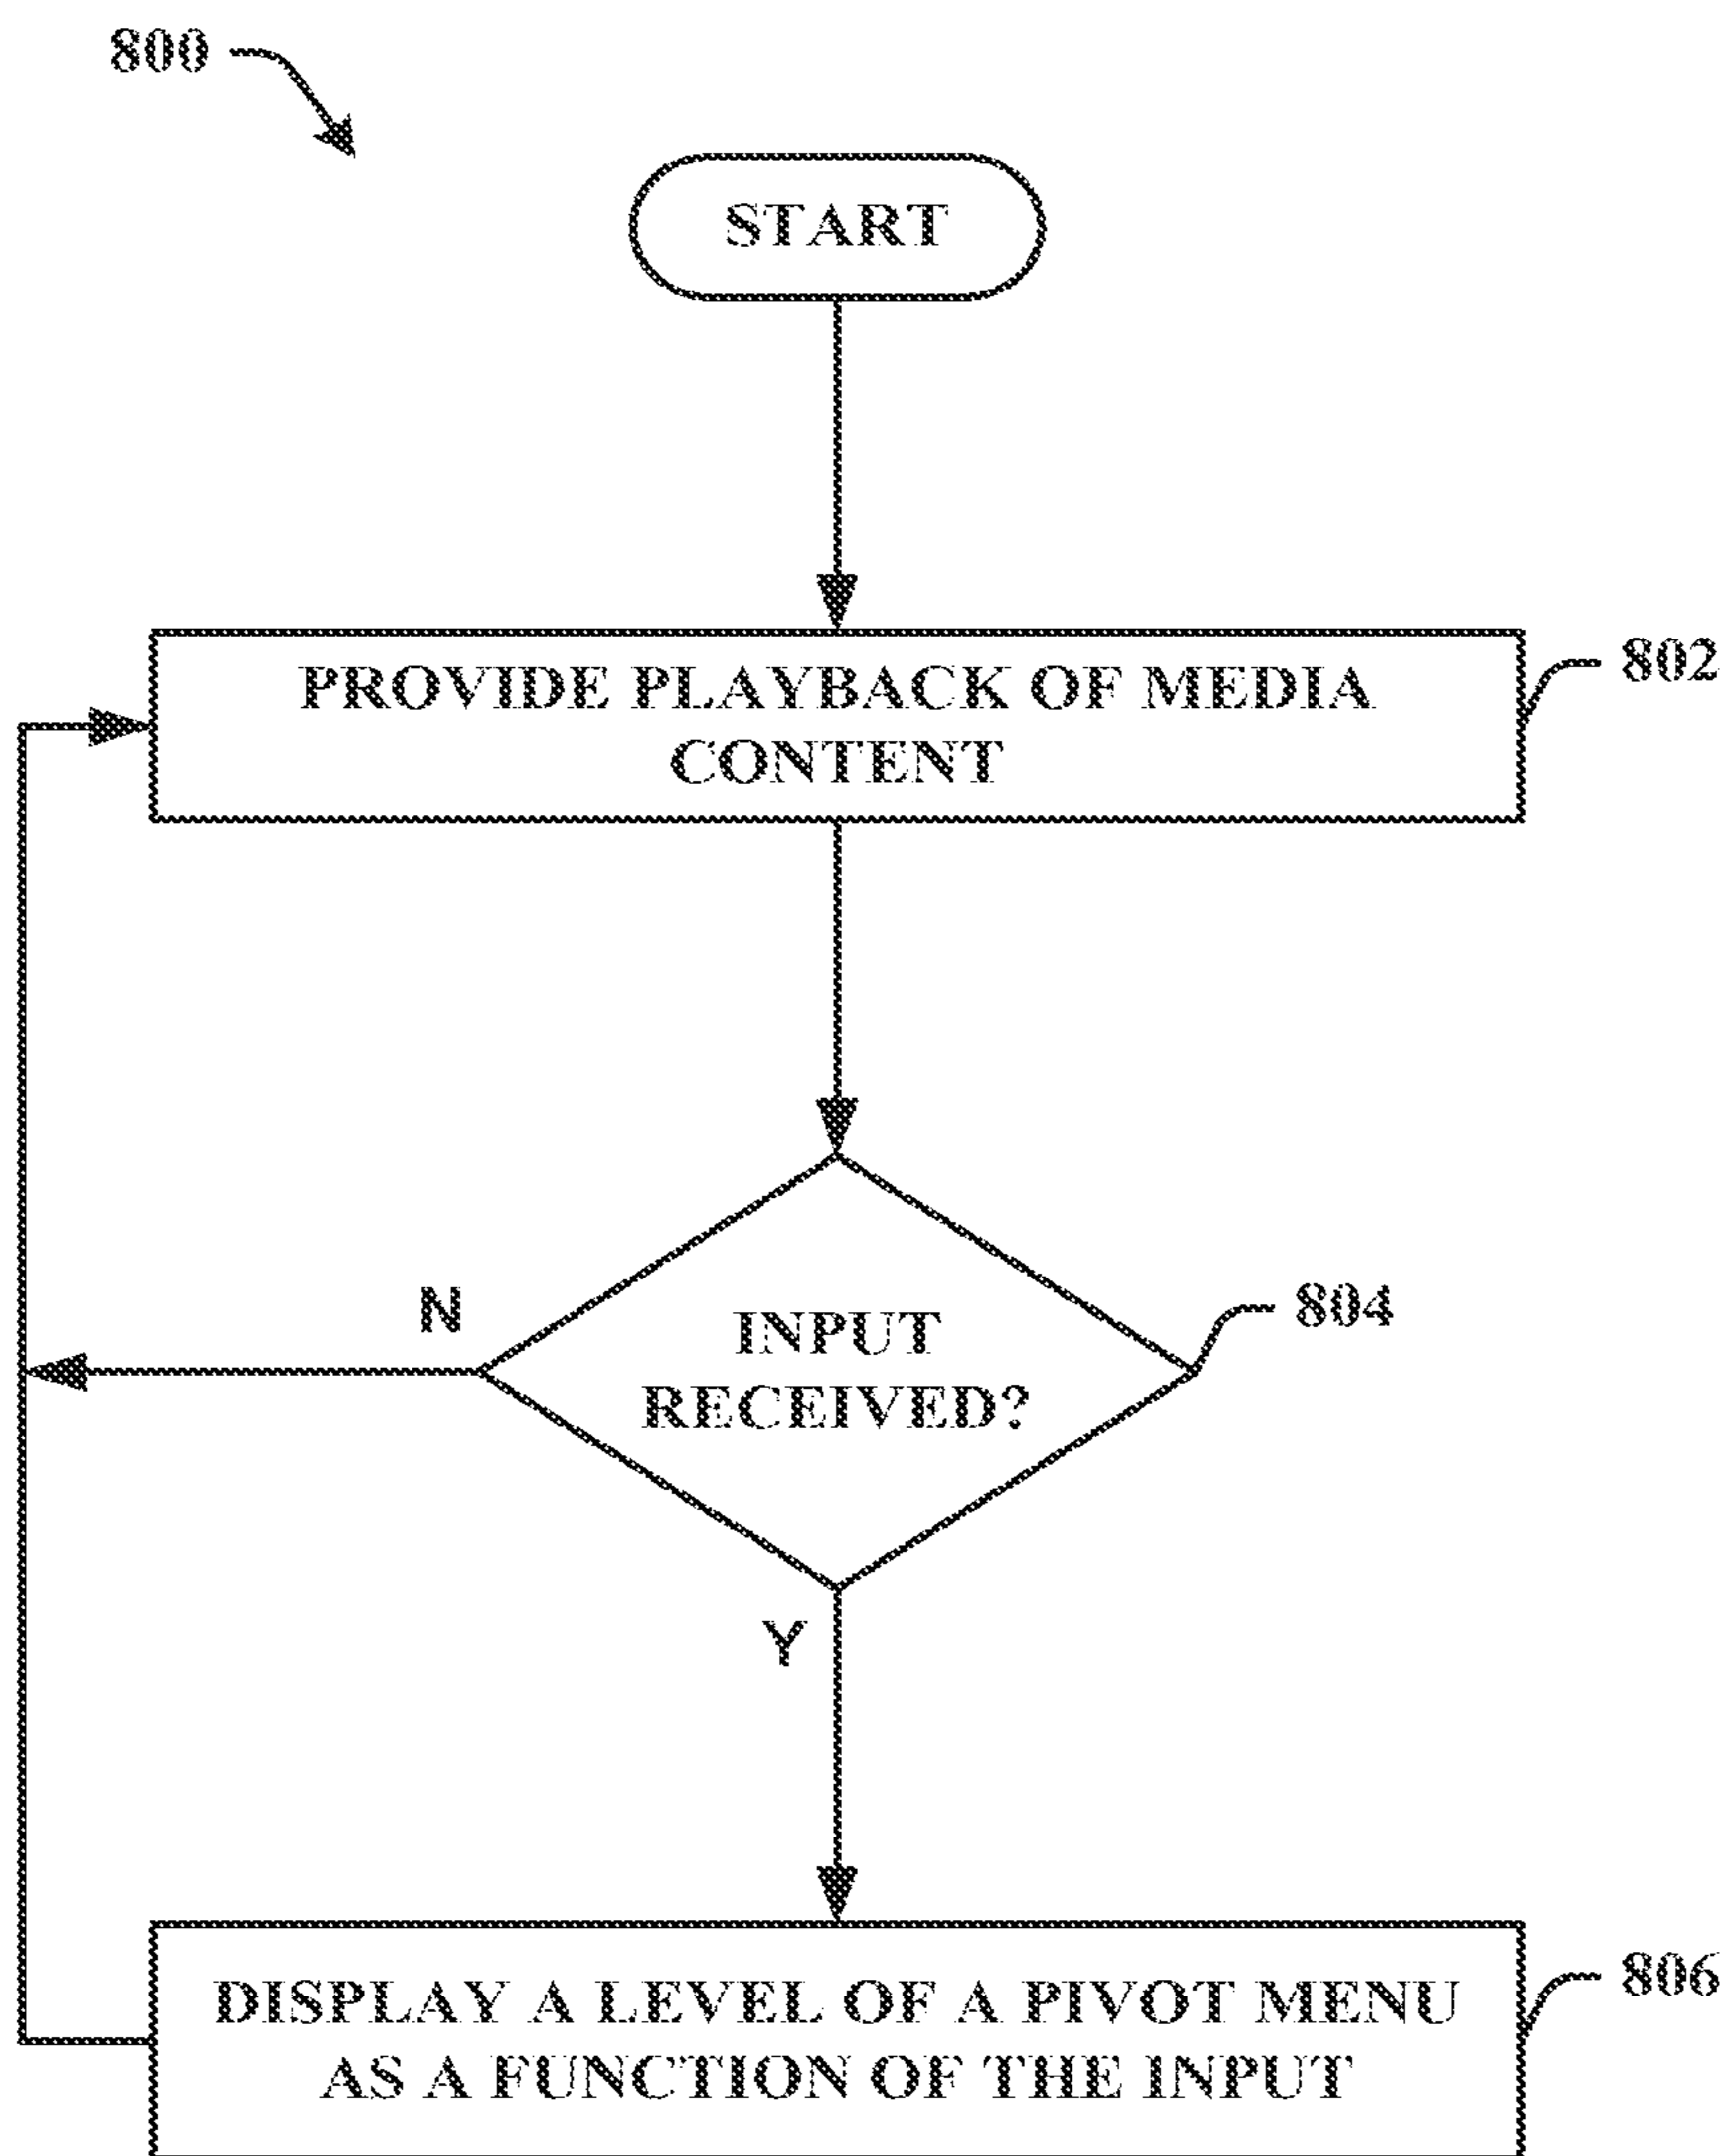 800
START
PROVIDE PLAYBACK OF MEDIA
CONTENT
802
N
INPUT
RECEIVED?
804
Y
DISPLAY A LEVEL OF A PIVOT MENU
AS A FUNCTION OF THE INPUT
806